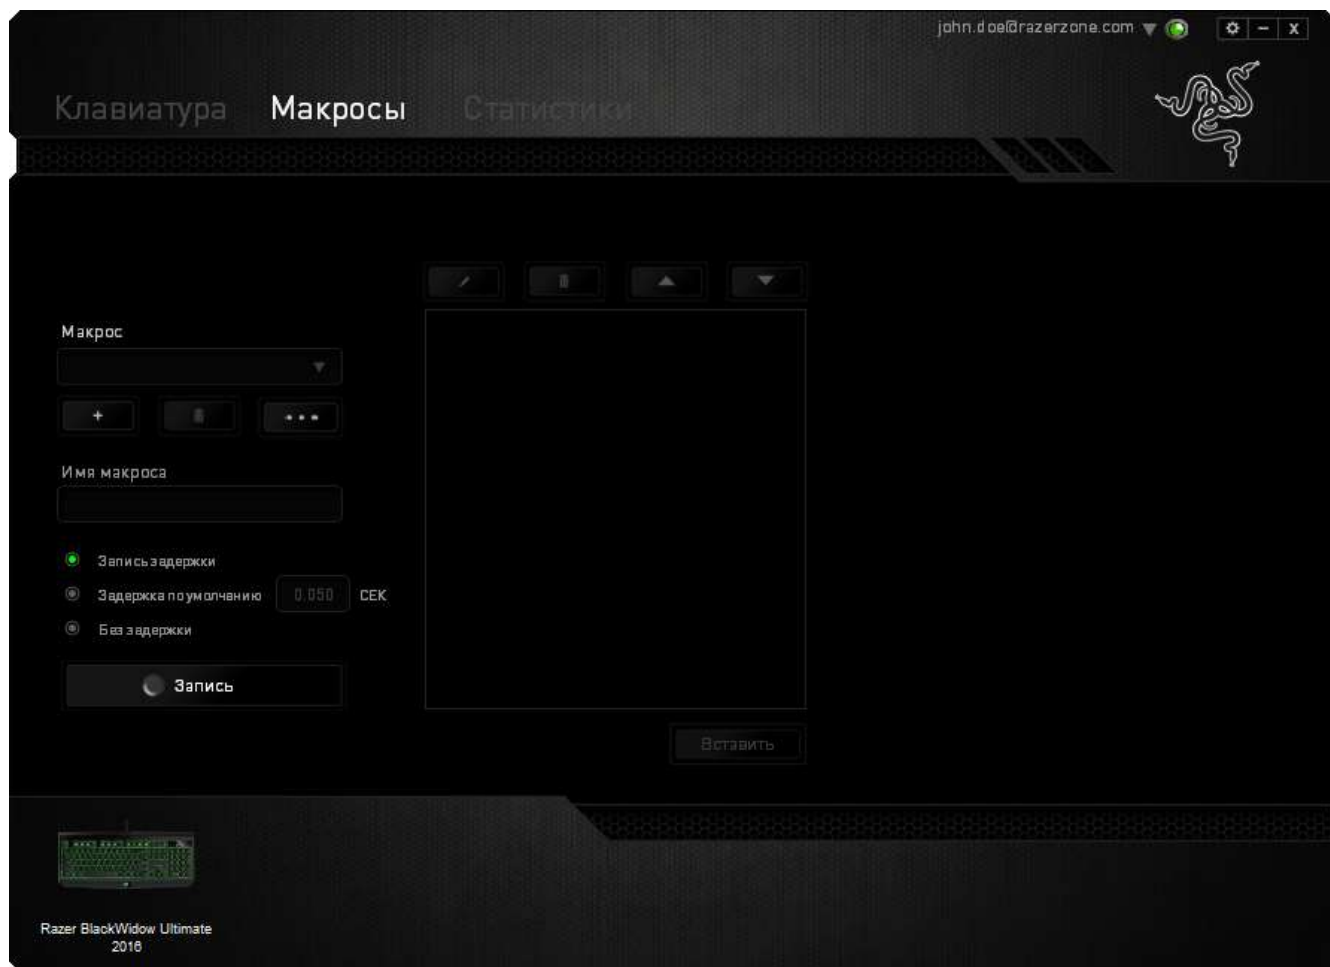 john.doe@razerzone.com
Клавиатура Макросы Статистики
Макрос
Имя макроса
Запись задержки
Задержка по умолчанию 0.050 СЕК
Без задержки
Запись
Вставить
Razer BlackWidow Ultimate
2016